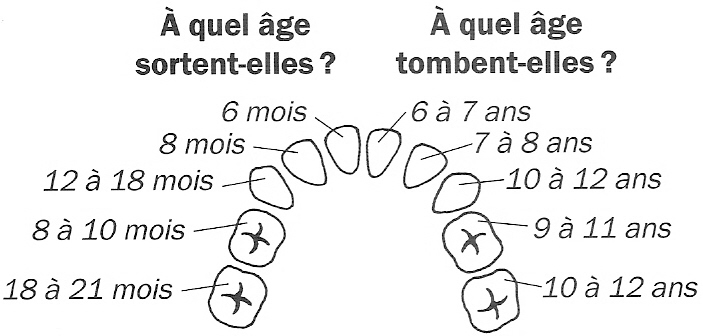 À quel âge
sortent-elles ?
À quel âge
tombent-elles ?
6 mois
6 à 7 ans
8 mois
7 à 8 ans
12 à 18 mois
10 à 12 ans
8 à 10 mois
9 à 11 ans
18 à 21 mois
10 à 12 ans